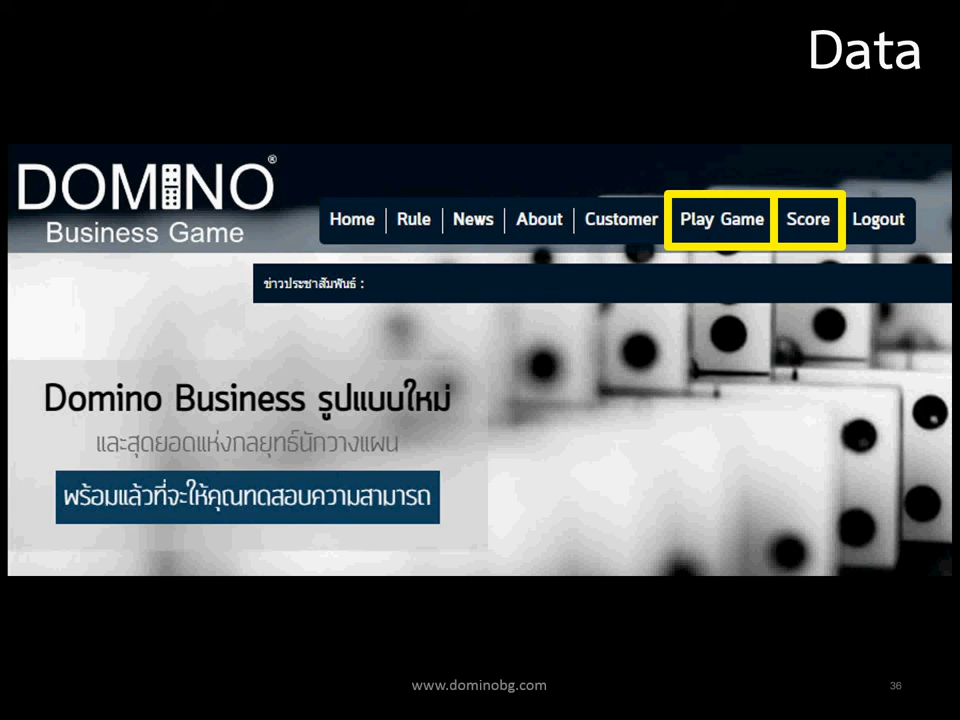 Data
DOMINO®
Business Game
Home Rule News About Customer Play Game Score Logout
ข่าวประชาสัมพันธ์ :
Domino Business รูปแบบใหม่
และสุดยอดแห่งกลยุทธ์นักวางแผน
พร้อมแล้วที่จะให้คุณทดสอบความสามารถ
www.dominobg.com
36